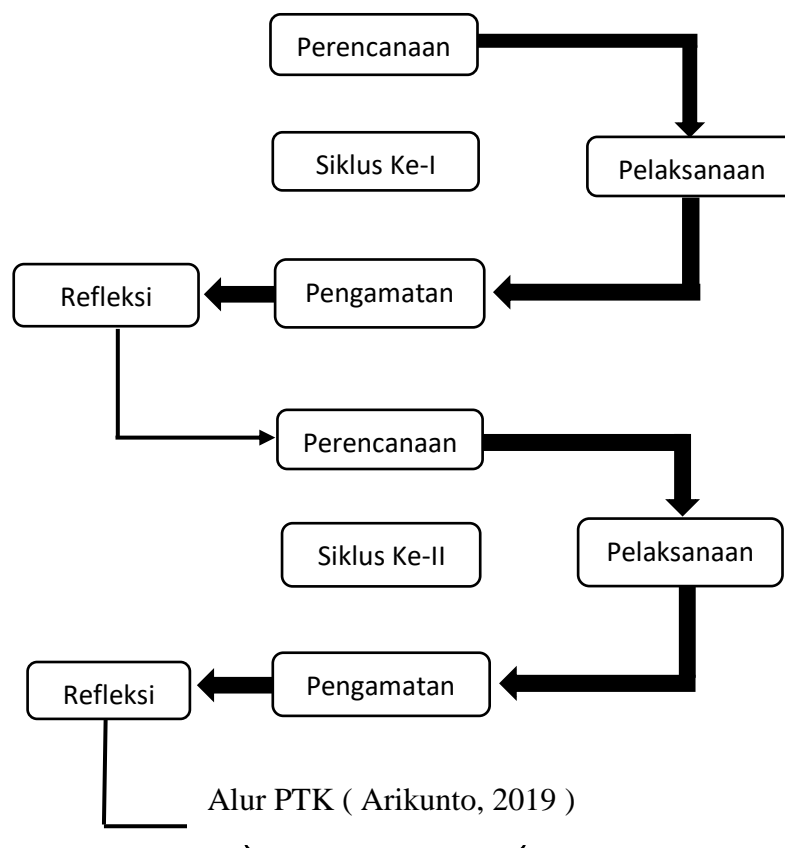 Perencanaan
Siklus Ke-I
Pelaksanaan
Pengamatan
Refleksi
Perencanaan
Siklus Ke-II
Pelaksanaan
Pengamatan
Refleksi
Alur PTK ( Arikunto, 2019 )